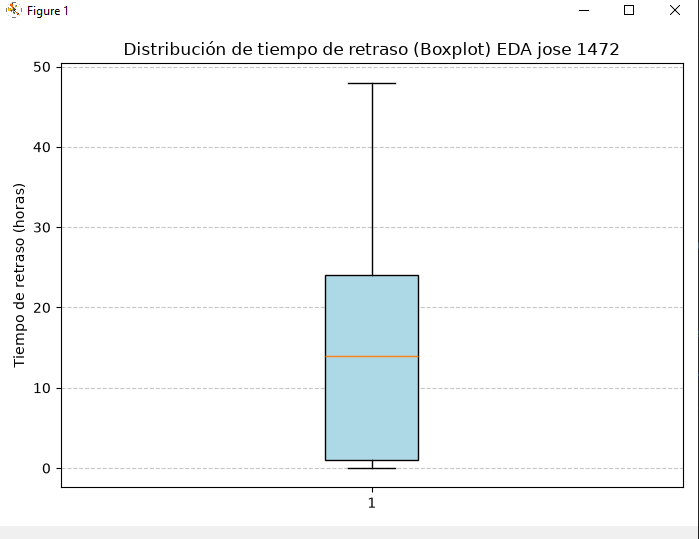 Figure 1
Distribución de tiempo de retraso (Boxplot) EDA jose 1472
Tiempo de retraso (horas)
50
40
30
20
10
0
1